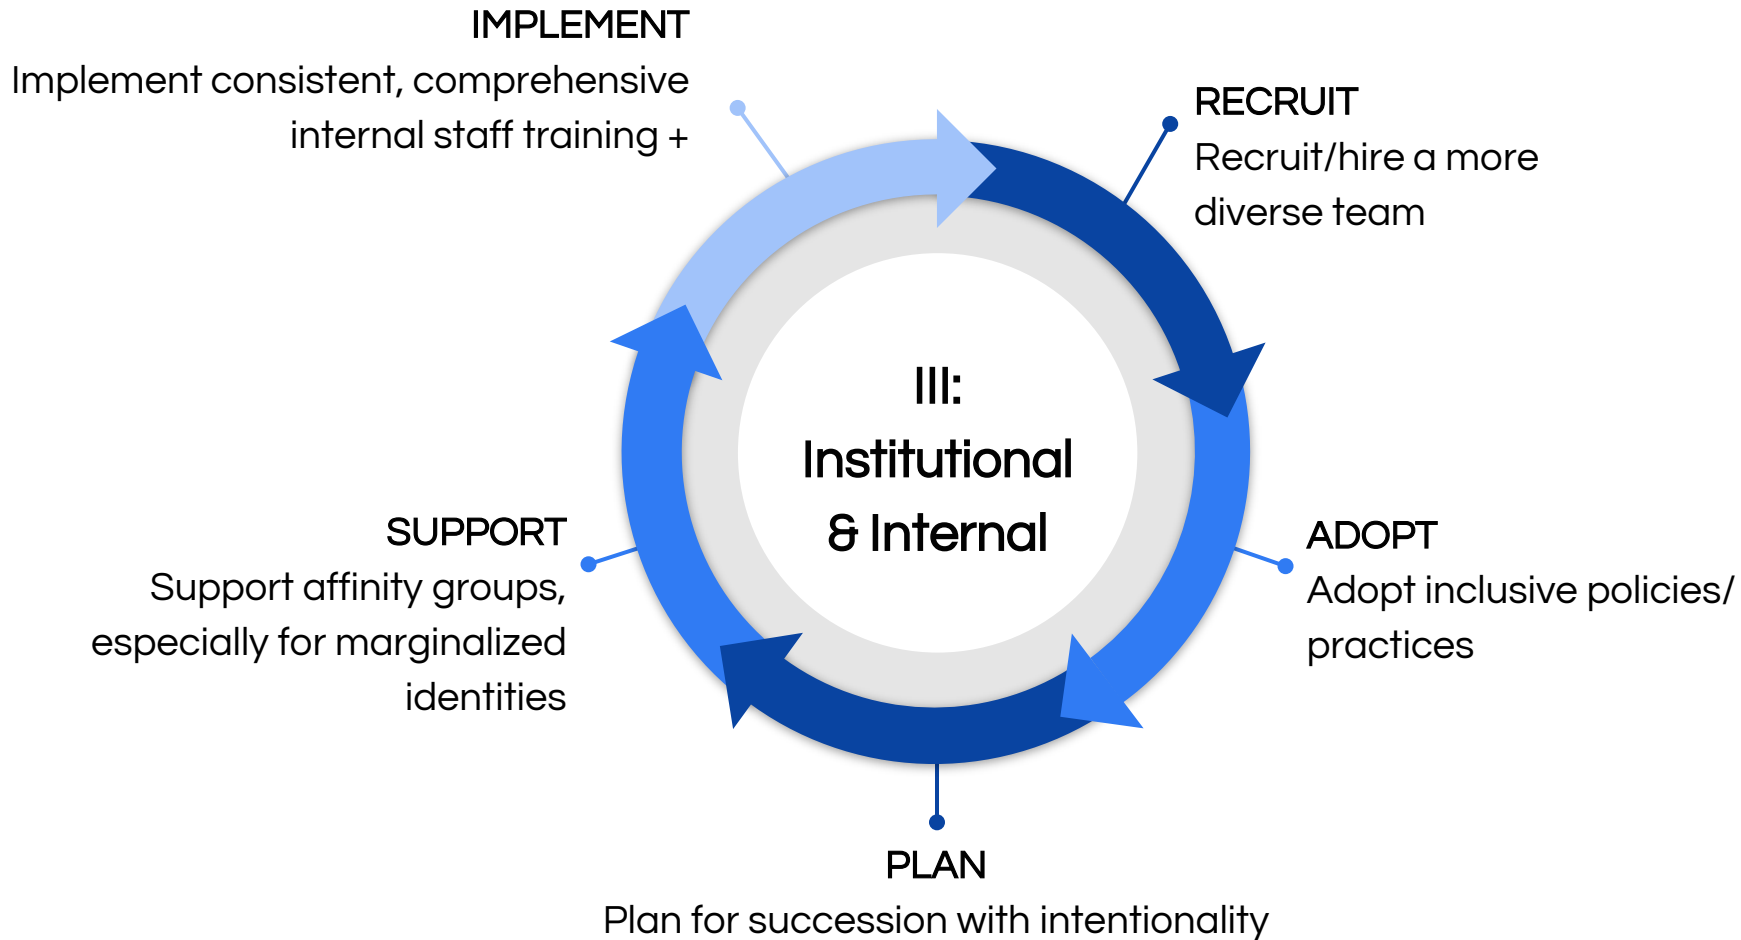 IMPLEMENT
Implement consistent, comprehensive
internal staff training +
RECRUIT
Recruit/hire a more
diverse team
III:
Institutional
& Internal
SUPPORT
Support affinity groups,
especially for marginalized
identities
ADOPT
Adopt inclusive policies/
practices
PLAN
Plan for succession with intentionality